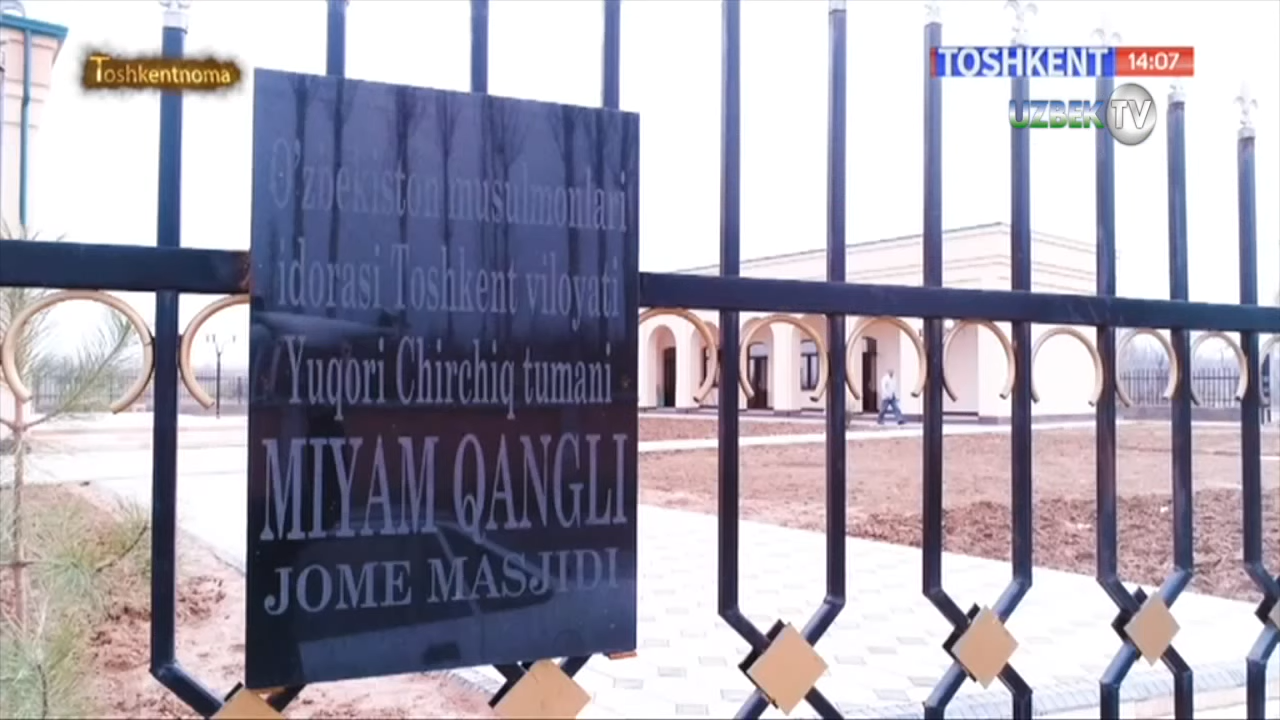 Toshkentnoma
TOSHKENT 14:07
UZBEK TV
O'zbekiston musulmonlari
idorasi Toshkent viloyati
Yuqori Chirchiq tumani
MIYAM QANGLI
JOME MASJIDI